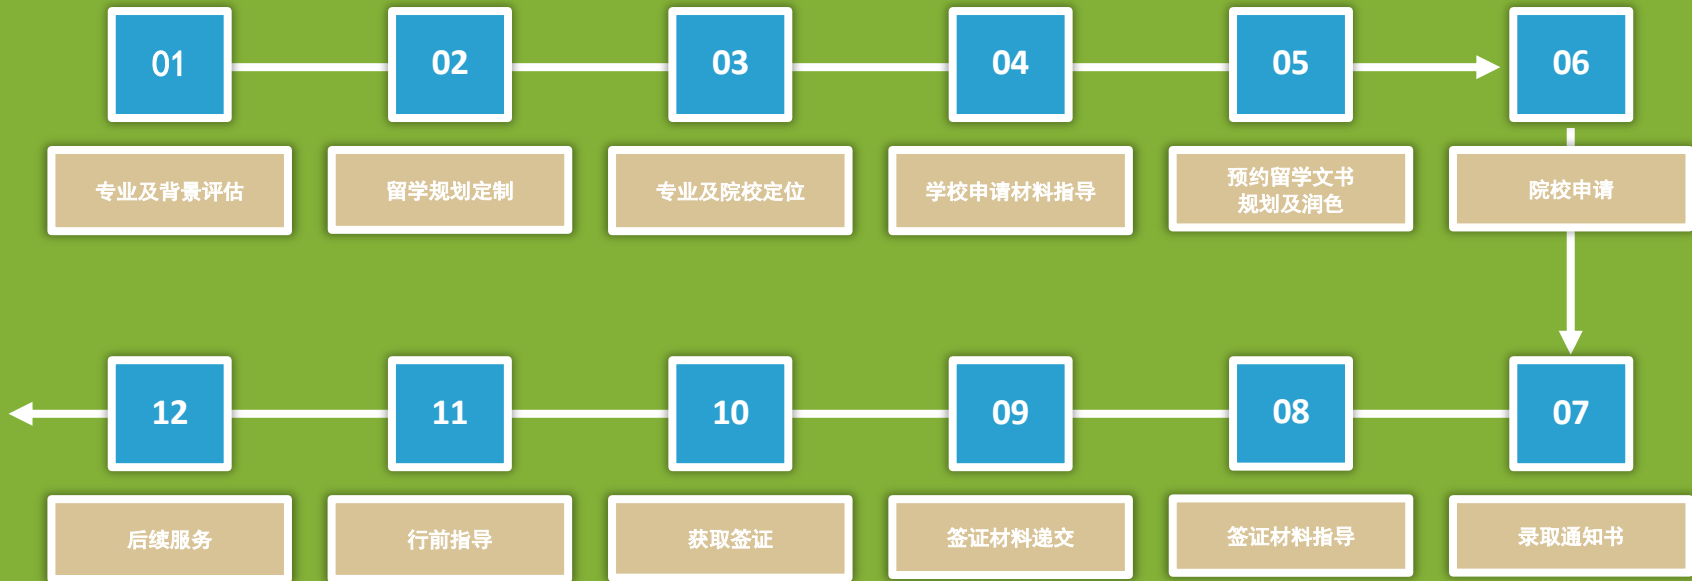 01
02
03
04
05
06
专业及背景评估
留学规划定制
专业及院校定位
学校申请材料指导
预约留学文书
规划及润色
院校申请
12
11
10
09
08
07
后续服务
行前指导
获取签证
签证材料递交
签证材料指导
录取通知书